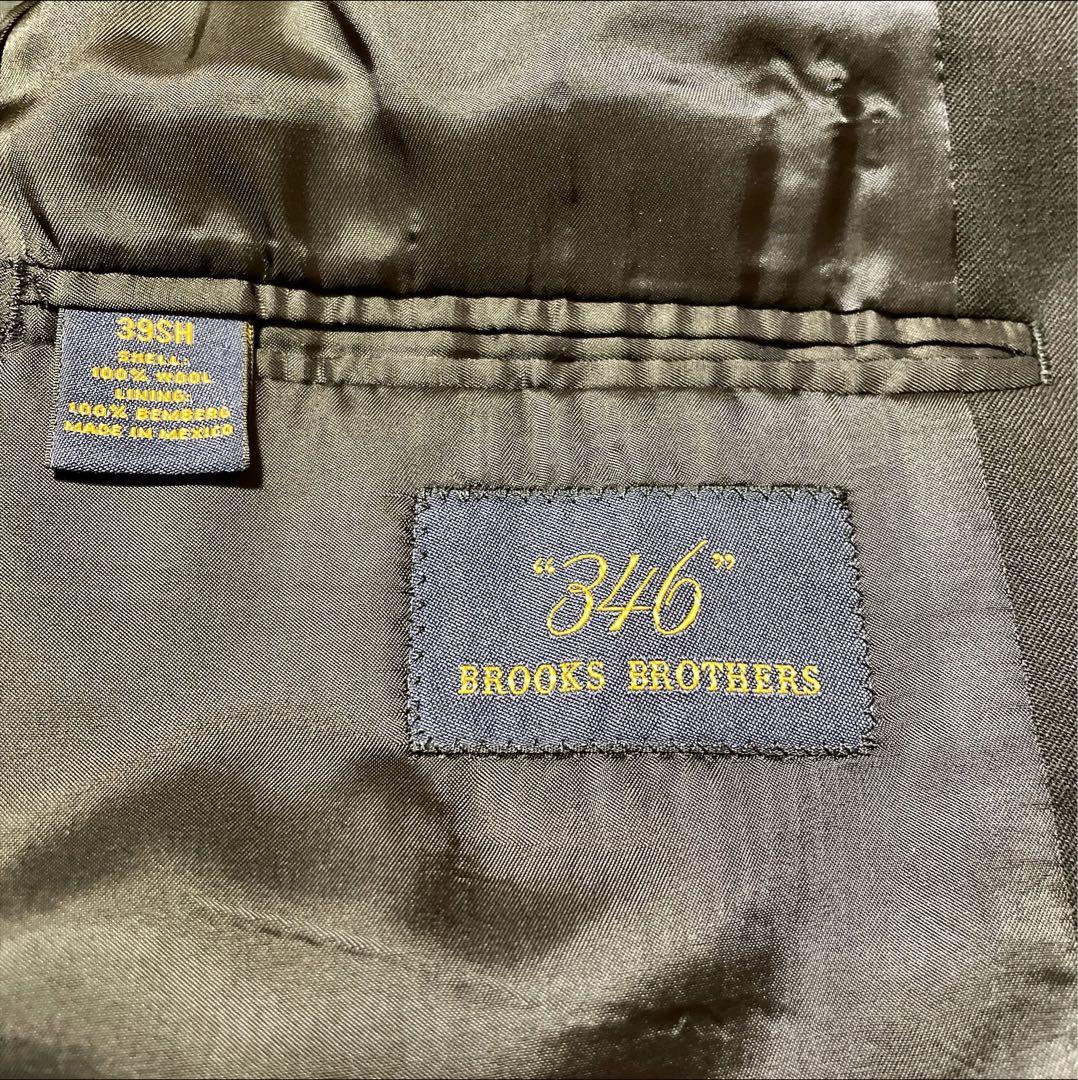 39SH
SHELL:
100% WOOL
LINING:
100% BEMBERG
MADE IN MEXICO
"346"
BROOKS BROTHERS